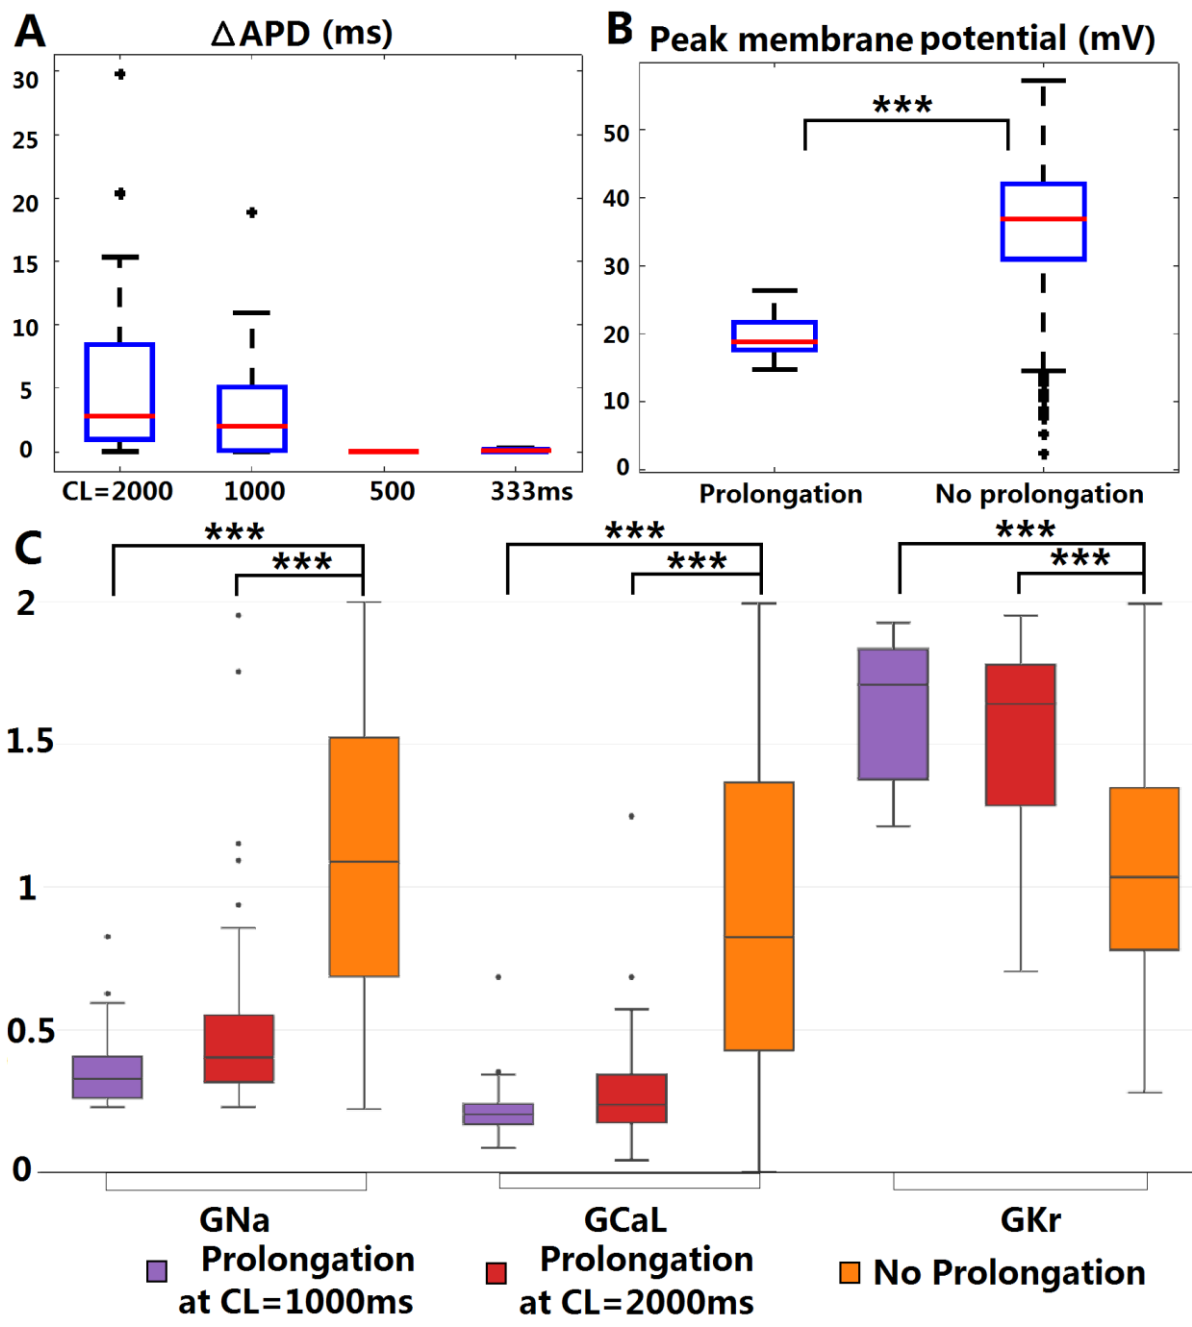 A
ΔAPD (ms)
30
25
20
15
10
5
0
CL=2000 1000 500 333ms
B
Peak membrane potential (mV)
***
50
40
30
20
10
0
Prolongation No prolongation
C
*** *** ***
*** *** ***
2
1.5
1
0.5
0
GNa GCaL GKr
Prolongation
at CL=1000ms
Prolongation
at CL=2000ms
No Prolongation